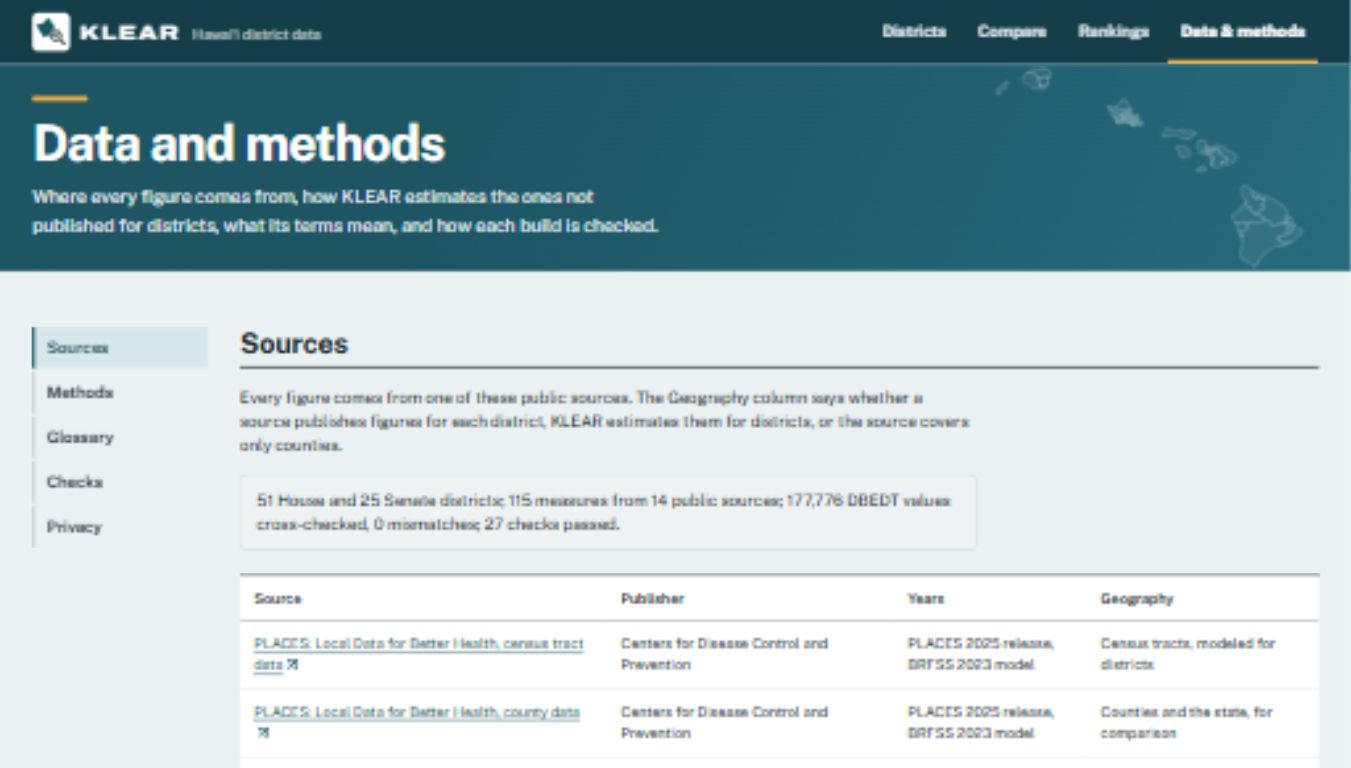 KLEAR Hawaiʻi district data
Districts Compare Rankings Data & methods
Data and methods
Where every figure comes from, how KLEAR estimates the ones not
published for districts, what its terms mean, and how each build is checked.
Sources
Methods
Glossary
Checks
Privacy
Sources
Every figure comes from one of these public sources. The Geography column says whether a
source publishes figures for each district, KLEAR estimates them for districts, or the source covers
only counties.
51 House and 25 Senate districts; 115 measures from 14 public sources; 177,776 DBEDT values
cross-checked, 0 mismatches; 27 checks passed.
Source Publisher Years Geography
PLACES: Local Data for Better Health, census tract Centers for Disease Control and PLACES 2025 release, Census tracts, modeled for
data Prevention BRFSS 2023 model districts
PLACES: Local Data for Better Health, county data Centers for Disease Control and PLACES 2025 release, Counties and the state, for
Prevention BRFSS 2023 model comparison